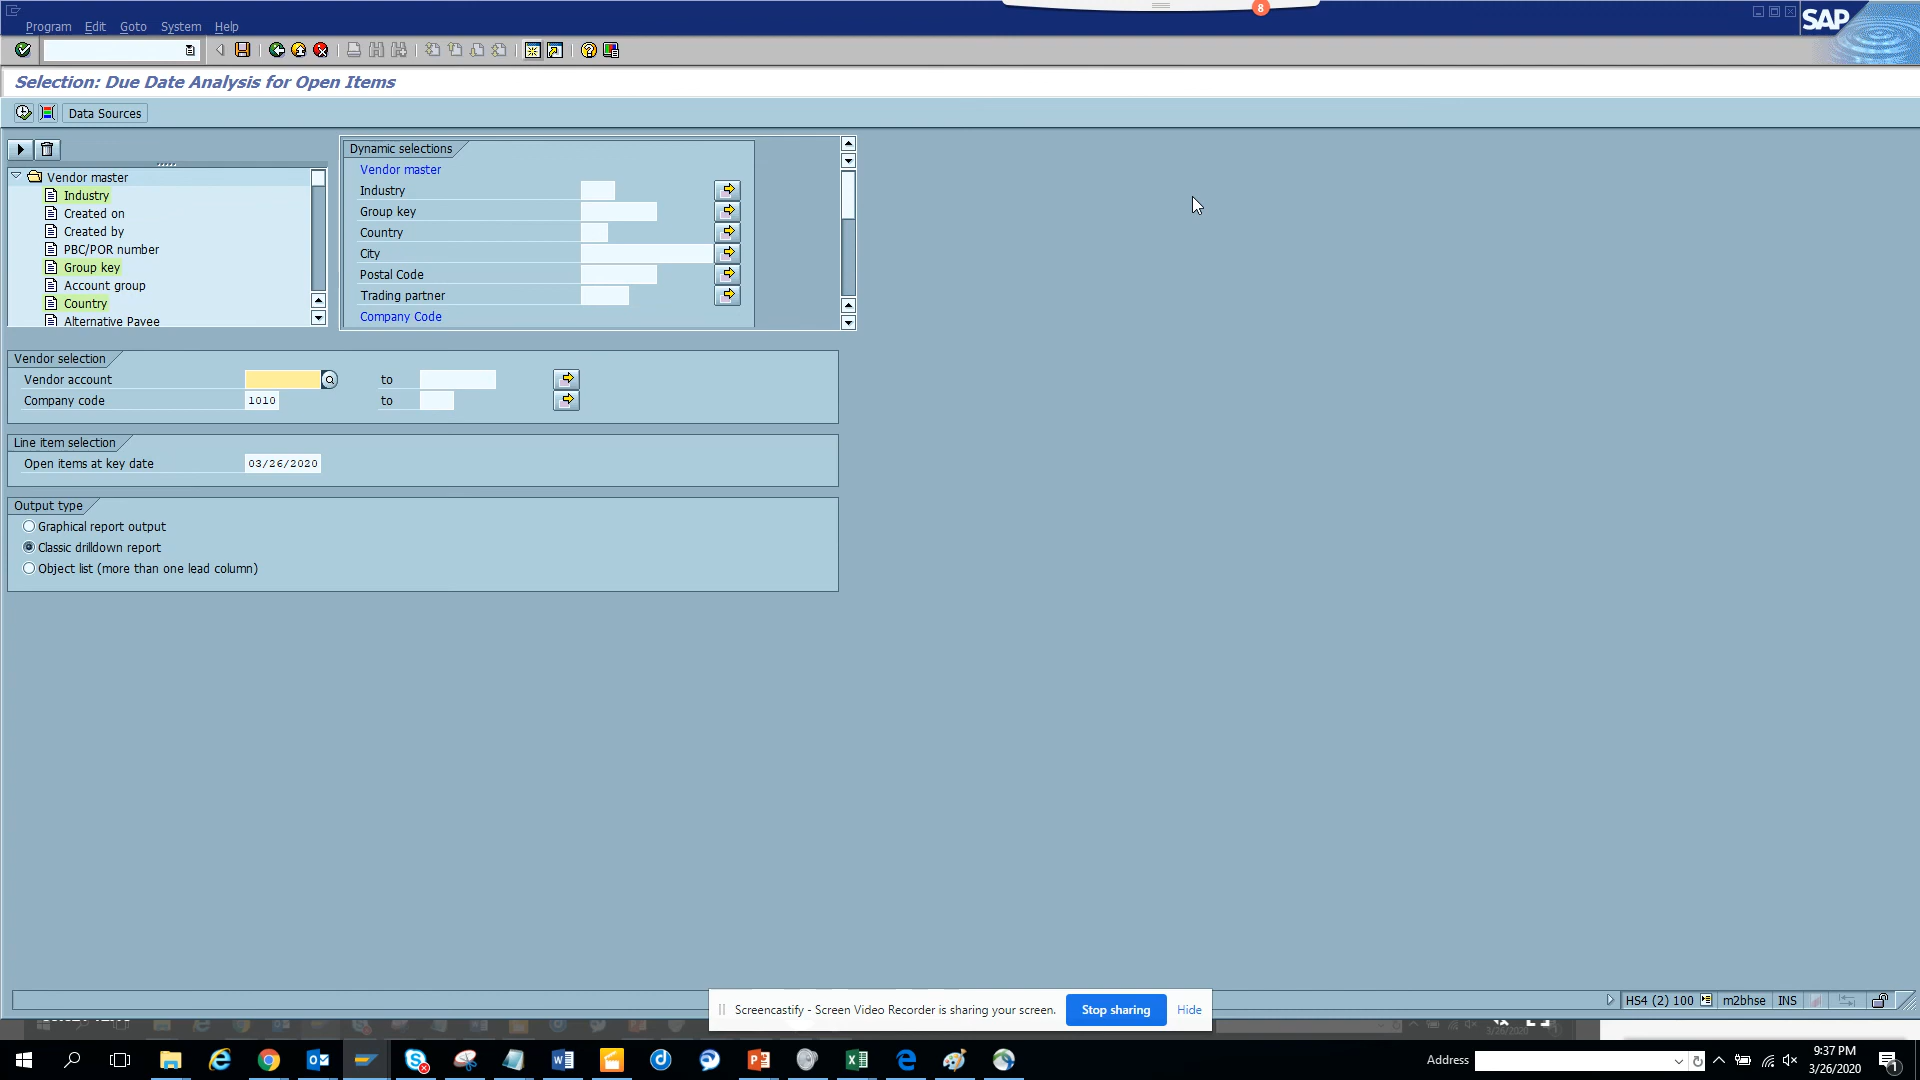 8
Program Edit Goto System Help
SAP
Selection: Due Date Analysis for Open Items
Data Sources
Vendor master
Industry
Created on
Created by
PBC/POR number
Group key
Account group
Country
Alternative Payee
Dynamic selections
Vendor master
Industry
Group key
Country
City
Postal Code
Trading partner
Company Code
Vendor selection
Vendor account to
Company code 1010 to
Line item selection
Open items at key date 03/26/2020
Output type
Graphical report output
Classic drilldown report
Object list (more than one lead column)
HS4 (2) 100 m2bhse INS
Screencastify - Screen Video Recorder is sharing your screen. Stop sharing Hide
Address
9:37 PM
3/26/2020
1